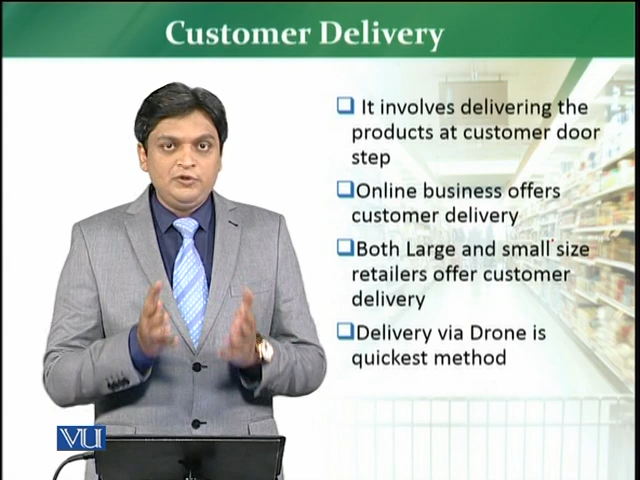 Customer Delivery
It involves delivering the
products at customer door
step
Online business offers
customer delivery
Both Large and small size
retailers offer customer
delivery
Delivery via Drone is
quickest method
VU